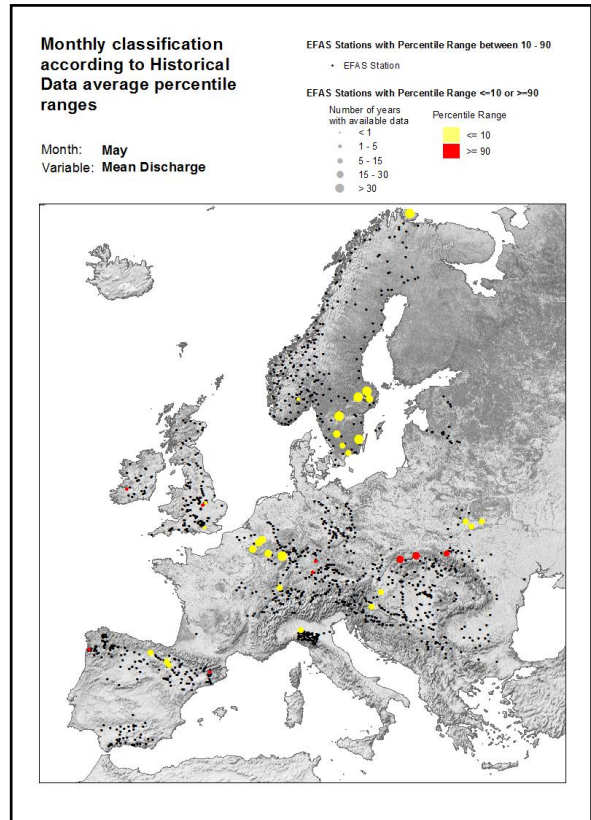 Monthly classification
according to Historical
Data average percentile
ranges
Month: May
Variable: Mean Discharge
EFAS Stations with Percentile Range between 10 - 90
EFAS Station
EFAS Stations with Percentile Range <=10 or >=90
Number of years
with available data
< 1
1 - 5
5 - 15
15 - 30
> 30
Percentile Range
<= 10
>= 90